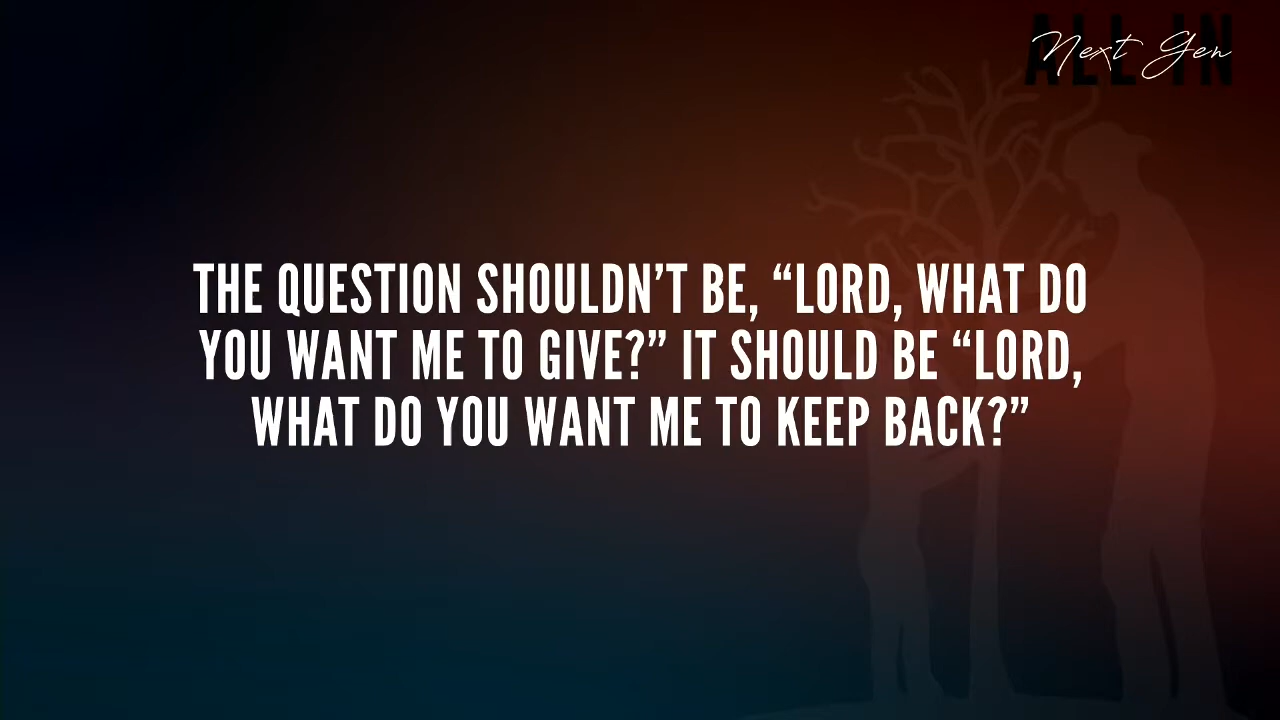 ALL IN
Next Gen
THE QUESTION SHOULDN’T BE, “LORD, WHAT DO
YOU WANT ME TO GIVE?” IT SHOULD BE “LORD,
WHAT DO YOU WANT ME TO KEEP BACK?”